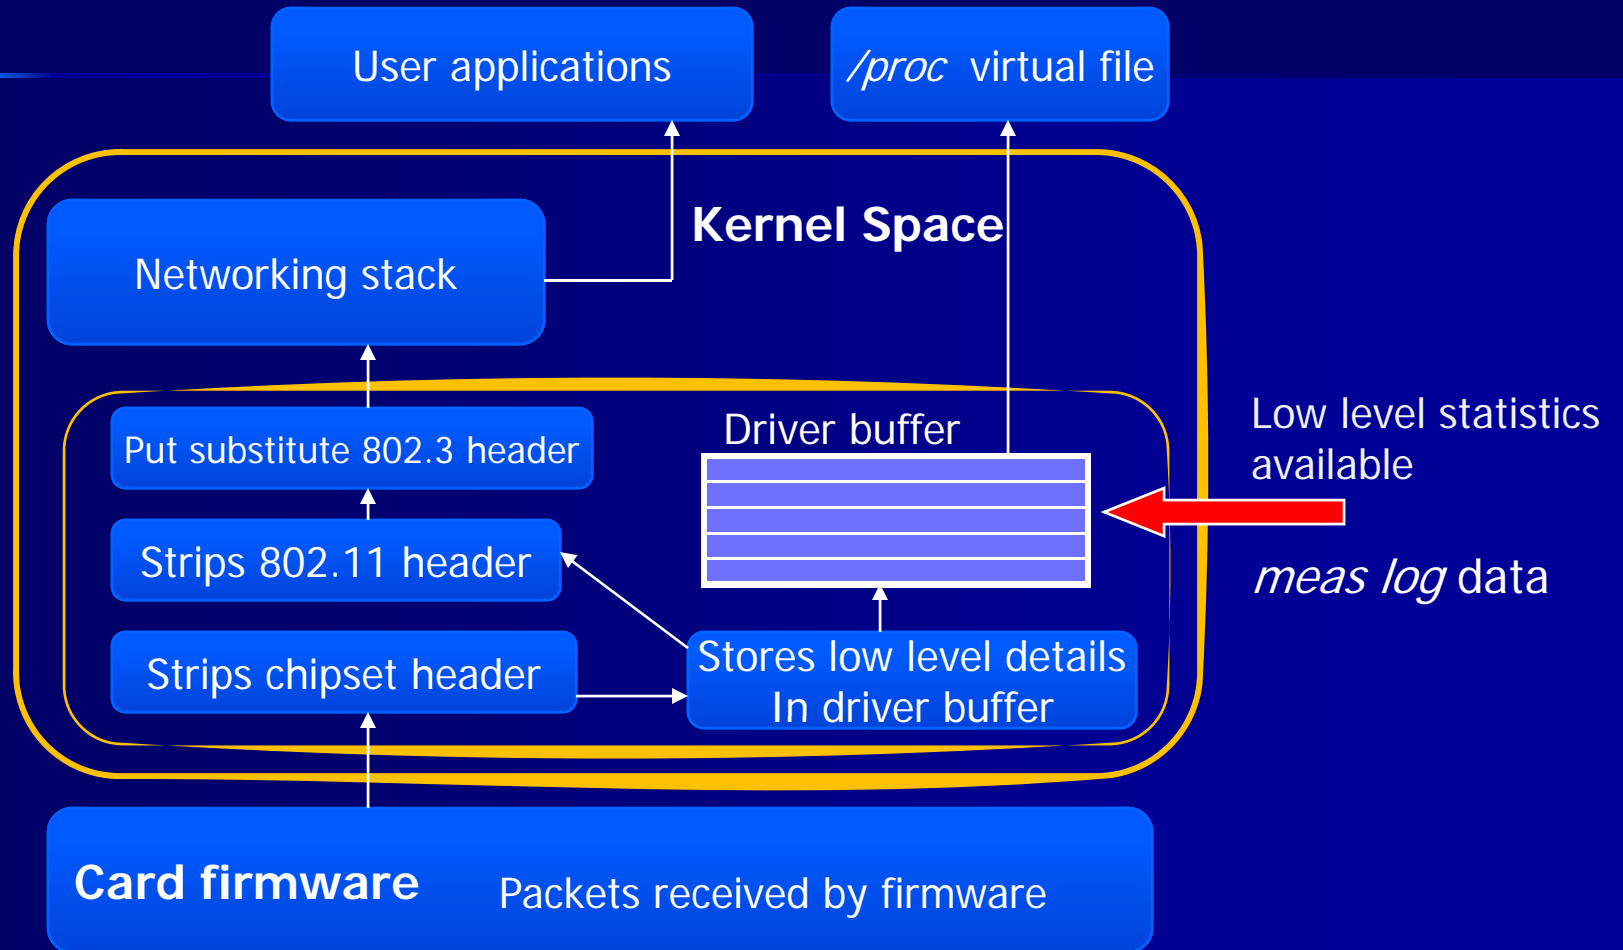 User applications
/proc virtual file
Kernel Space
Networking stack
Put substitute 802.3 header
Driver buffer
Low level statistics
available
Strips 802.11 header
meas log data
Strips chipset header
Stores low level details
In driver buffer
Card firmware
Packets received by firmware